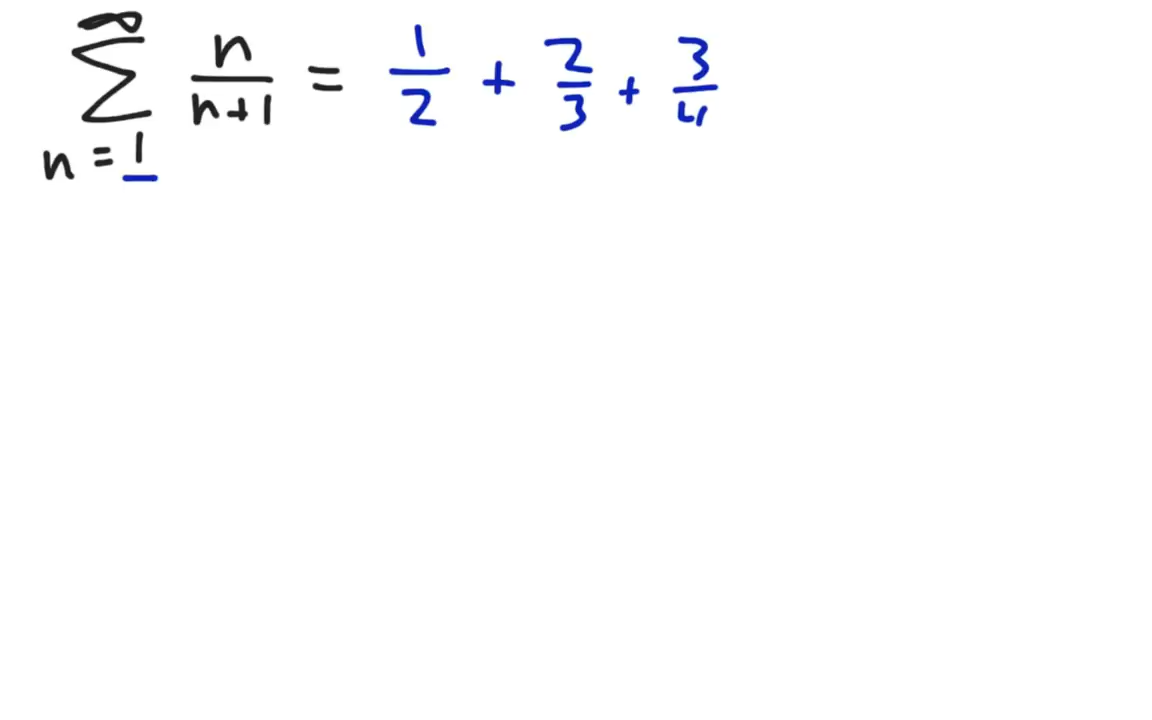 ∞
∑ n/(n+1) = 1/2 + 2/3 + 3/4
n = 1